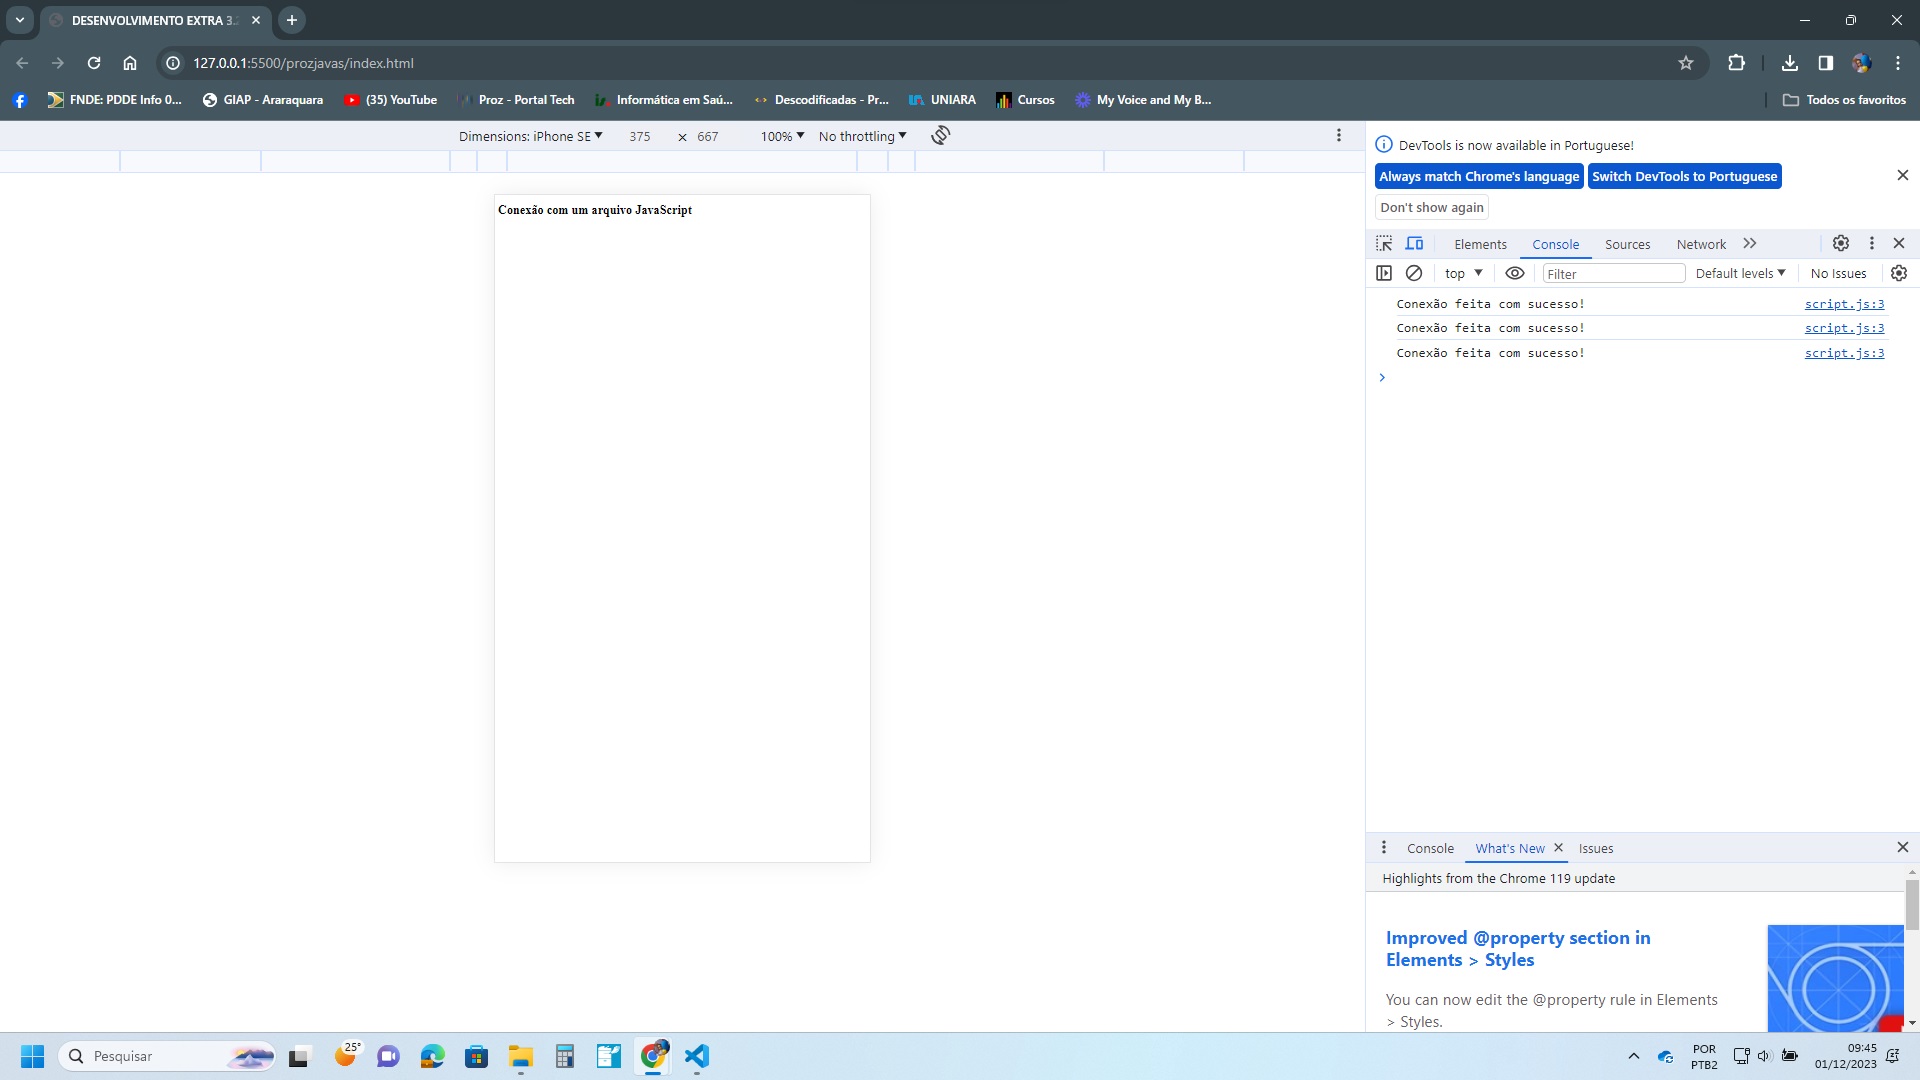 DESENVOLVIMENTO EXTRA 3.
127.0.0.1:5500/prozjavas/index.html
FNDE: PDDE Info 0...
GIAP - Araraquara
(35) YouTube
Proz - Portal Tech
Informática em Saú...
Descodificadas - Pr...
UNIARA
Cursos
My Voice and My B...
Todos os favoritos
Dimensions: iPhone SE
375
×
667
100%
No throttling
Conexão com um arquivo JavaScript
DevTools is now available in Portuguese!
Always match Chrome's language
Switch DevTools to Portuguese
Don't show again
Elements
Console
Sources
Network
top
Filter
Default levels
No Issues
Conexão feita com sucesso!
script.js:3
Conexão feita com sucesso!
script.js:3
Conexão feita com sucesso!
script.js:3
Console
What's New
Issues
Highlights from the Chrome 119 update
Improved @property section in
Elements > Styles
You can now edit the @property rule in Elements
> Styles.
Pesquisar
25°
POR
PTB2
09:45
01/12/2023